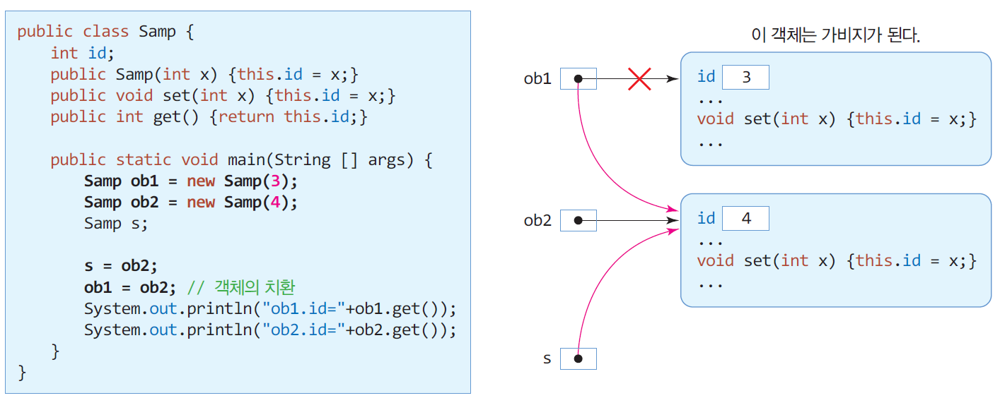 public class Samp {
int id;
public Samp(int x) {this.id = x;}
public void set(int x) {this.id = x;}
public int get() {return this.id;}
public static void main(String [] args) {
Samp ob1 = new Samp(3);
Samp ob2 = new Samp(4);
Samp s;
s = ob2;
ob1 = ob2; // 객체의 치환
System.out.println("ob1.id="+ob1.get());
System.out.println("ob2.id="+ob2.get());
}
}
이 객체는 가비지가 된다.
ob1
id 3
...
void set(int x) {this.id = x;}
...
ob2
id 4
...
void set(int x) {this.id = x;}
...
s